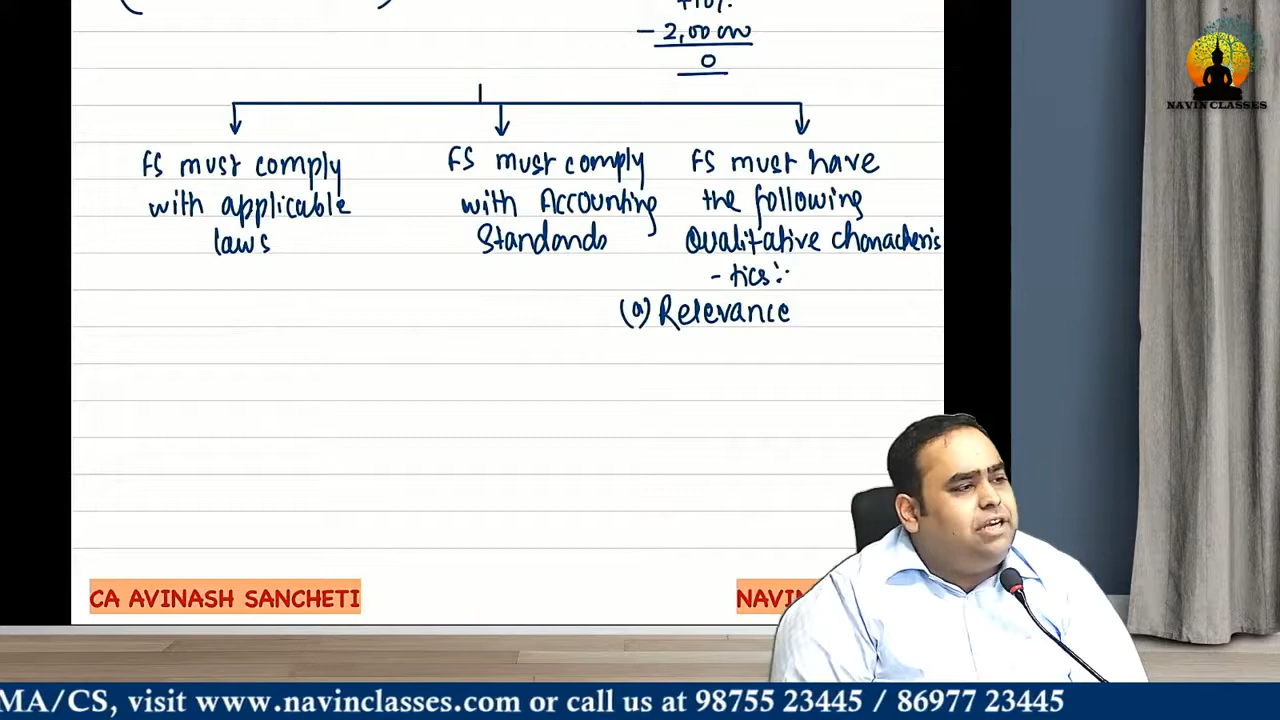 - 2,00 000
0
NAVIN CLASSES
FS must comply
with applicable
laws
FS must comply
with Accounting
Standards
FS must have
the following
Qualitative characteris
- tics :-
(a) Relevance
CA AVINASH SANCHETI
NAVIN
MA/CS, visit www.navinclasses.com or call us at 98755 23445 / 86977 23445